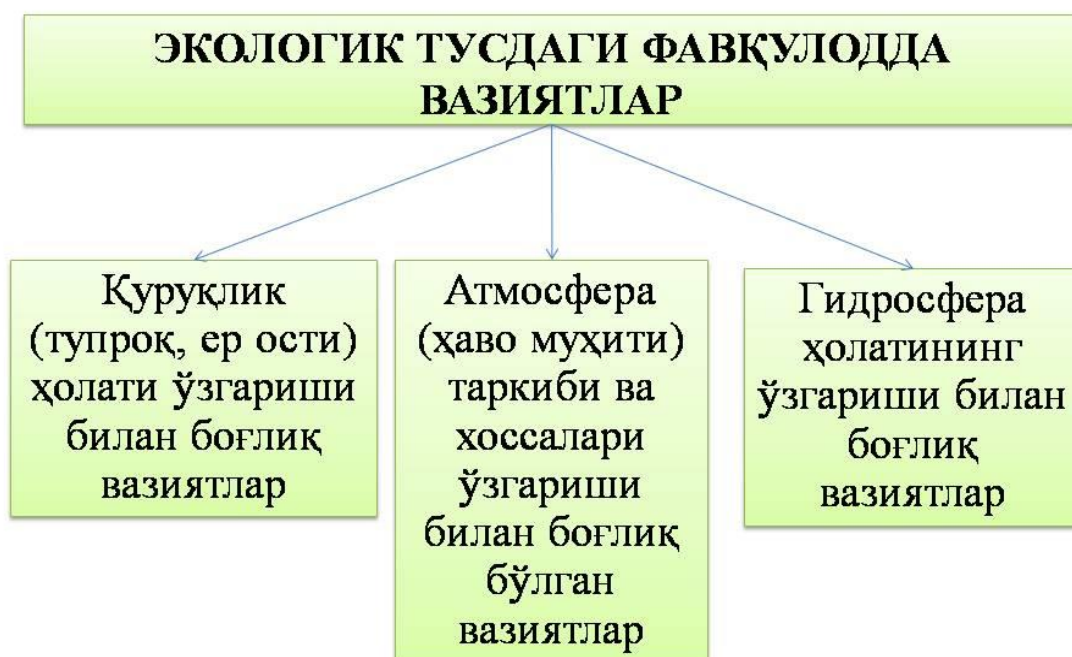 ЭКОЛОГИК ТУСДАГИ ФАВҚУЛОДДА
ВАЗИЯТЛАР
Қуруқлик
(тупроқ, ер ости)
ҳолати ўзгариши
билан боғлиқ
вазиятлар
Атмосфера
(ҳаво муҳити)
таркиби ва
хоссалари
ўзгариши
билан боғлиқ
бўлган
вазиятлар
Гидросфера
ҳолатининг
ўзгариши билан
боғлиқ
вазиятлар